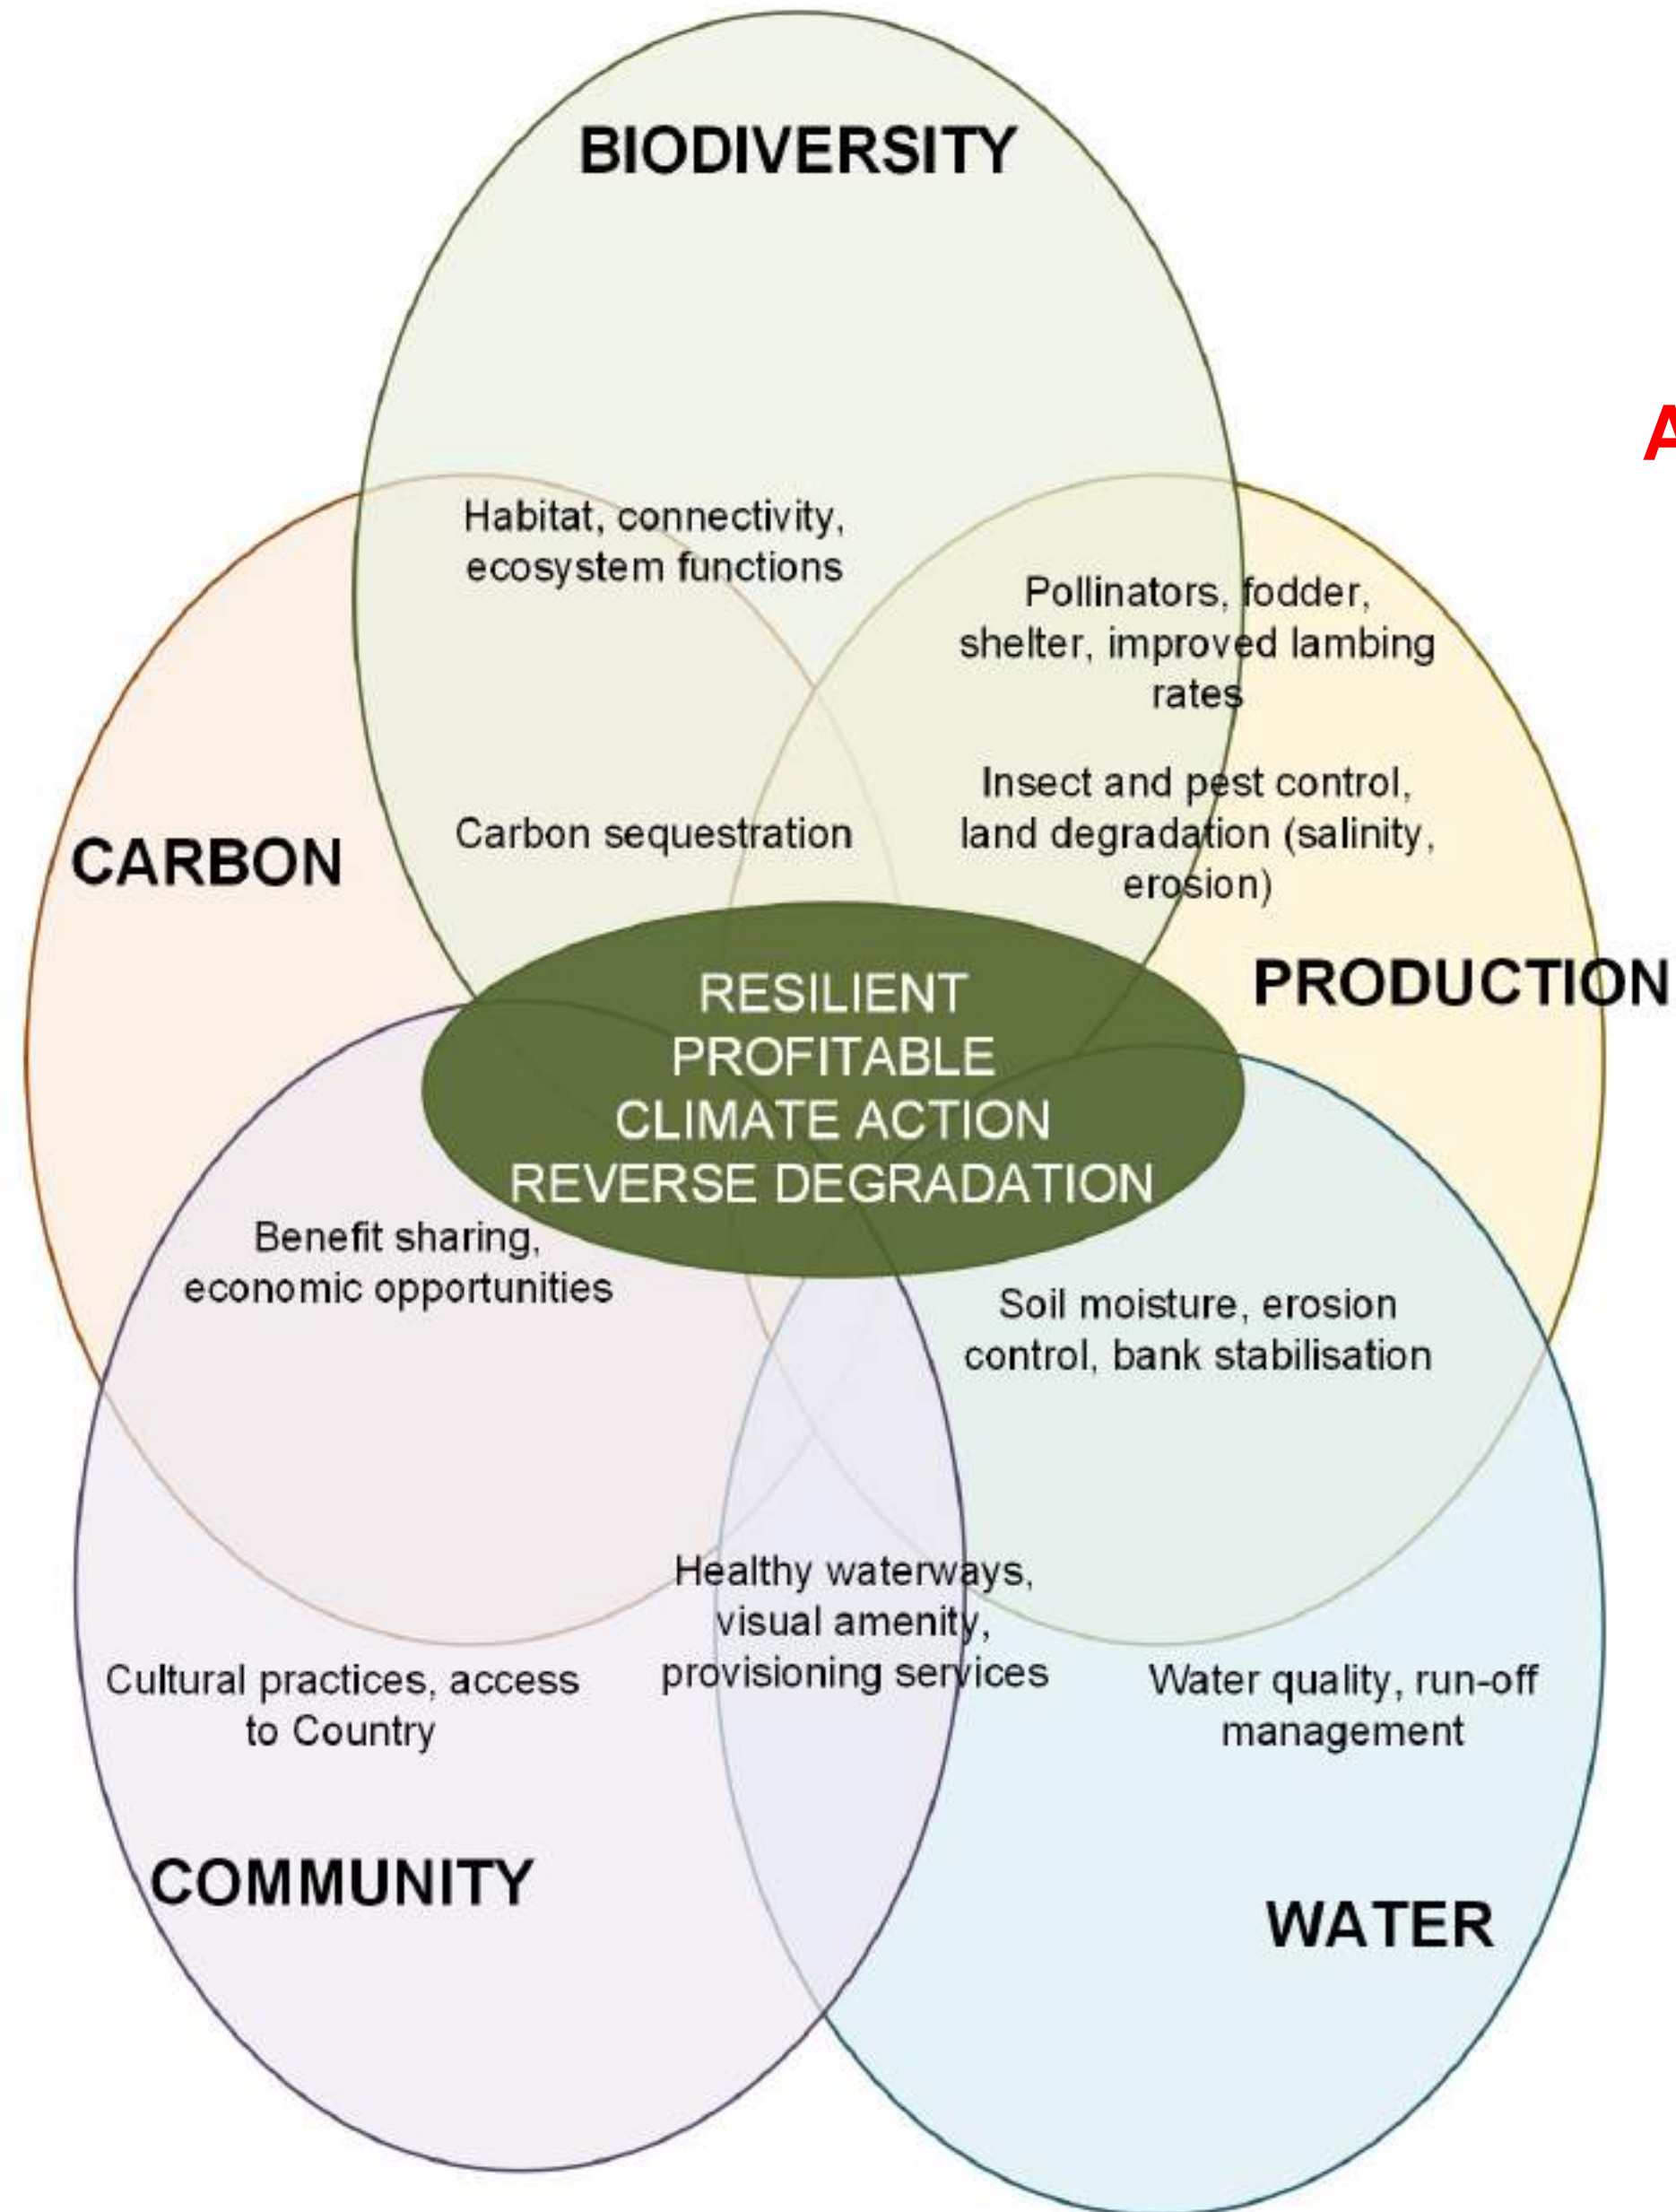 BIODIVERSITY
A
Habitat, connectivity,
ecosystem functions
Pollinators, fodder,
shelter, improved lambing
rates
Insect and pest control,
land degradation (salinity,
erosion)
Carbon sequestration
CARBON
PRODUCTION
RESILIENT
PROFITABLE
CLIMATE ACTION
REVERSE DEGRADATION
Benefit sharing,
economic opportunities
Soil moisture, erosion
control, bank stabilisation
Healthy waterways,
visual amenity,
provisioning services
Cultural practices, access
to Country
Water quality, run-off
management
COMMUNITY
WATER